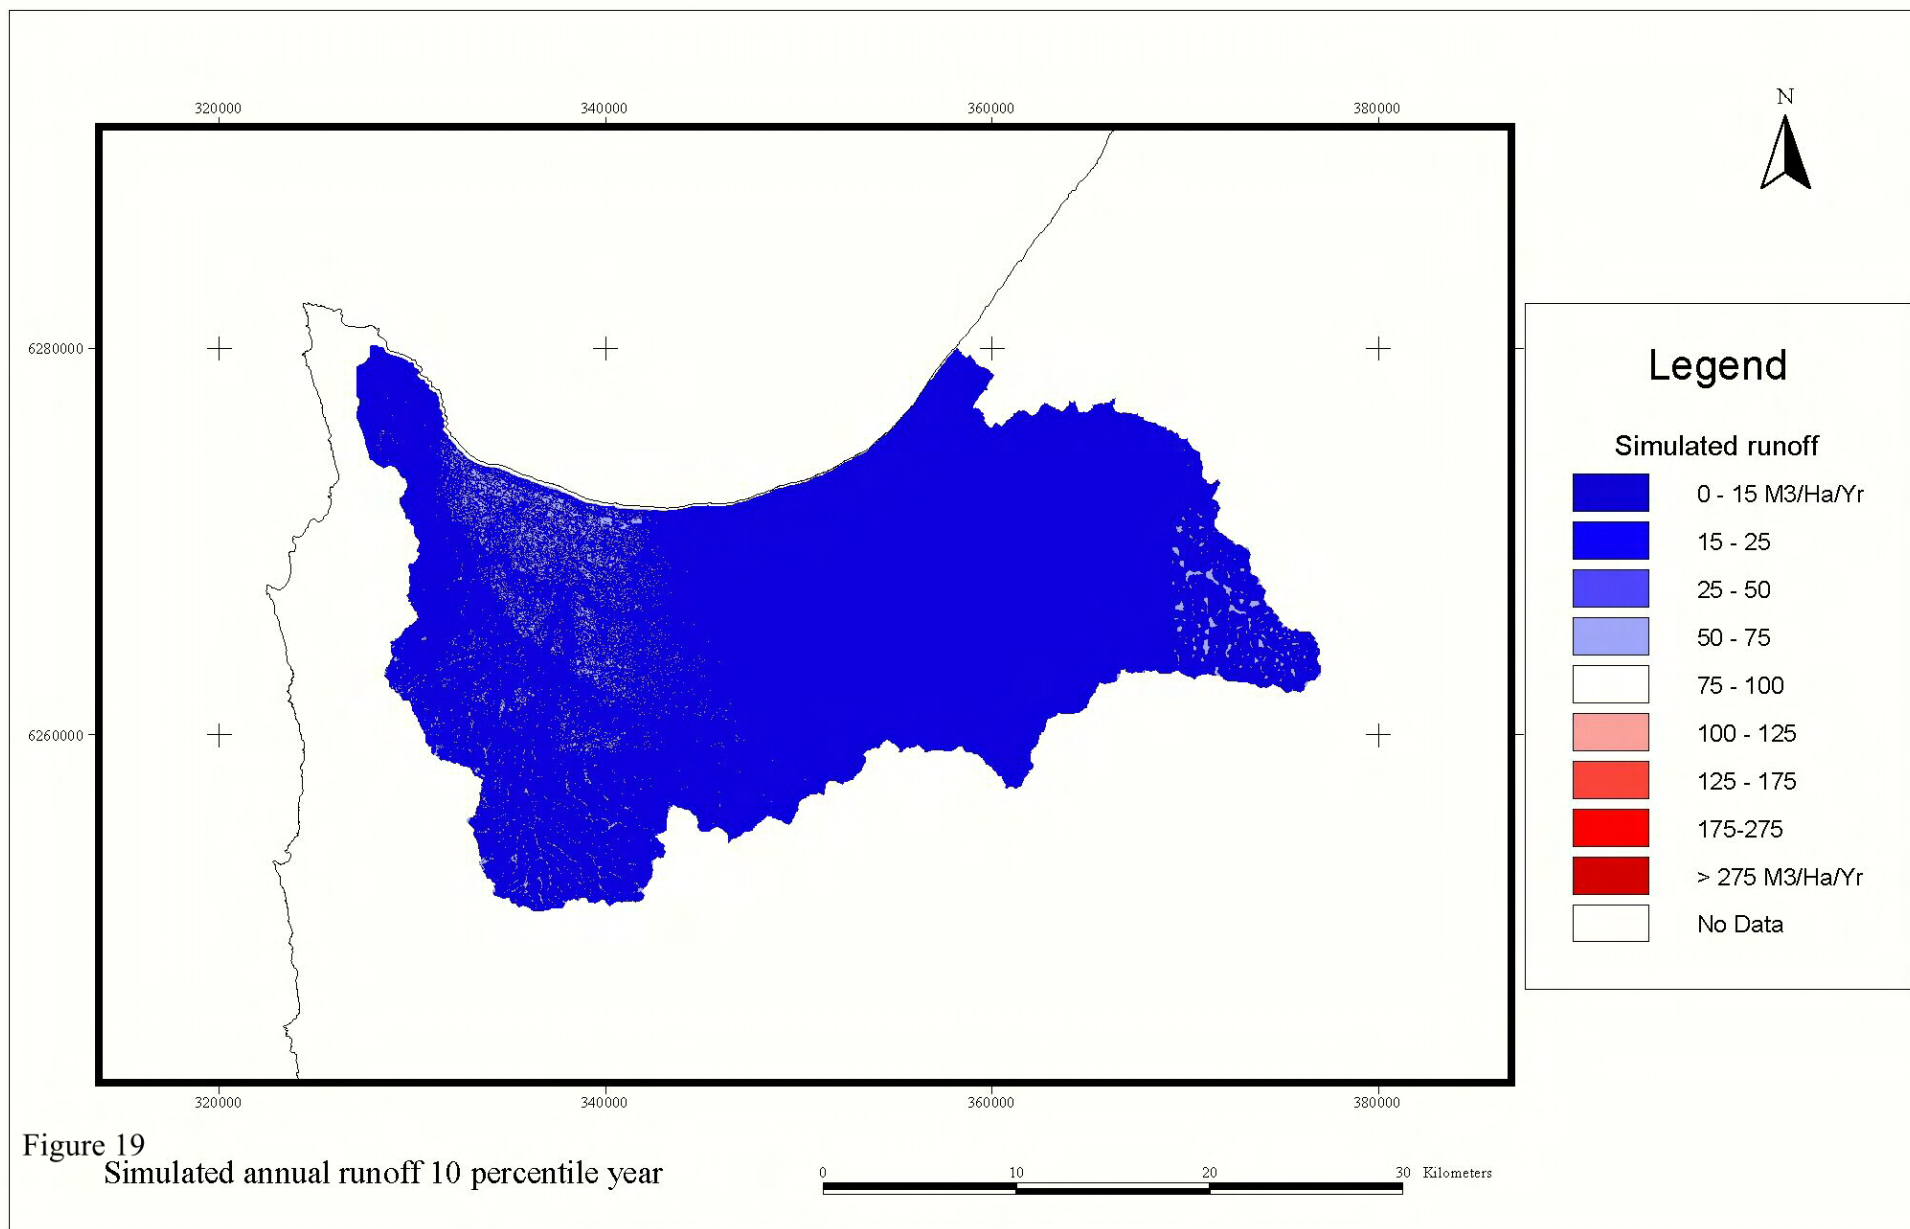 320000 340000 360000 380000
N
6280000
6260000
Legend
Simulated runoff
0 - 15 M3/Ha/Yr
15 - 25
25 - 50
50 - 75
75 - 100
100 - 125
125 - 175
175-275
> 275 M3/Ha/Yr
No Data
320000 340000 360000 380000
Figure 19
Simulated annual runoff 10 percentile year
0 10 20 30 Kilometers